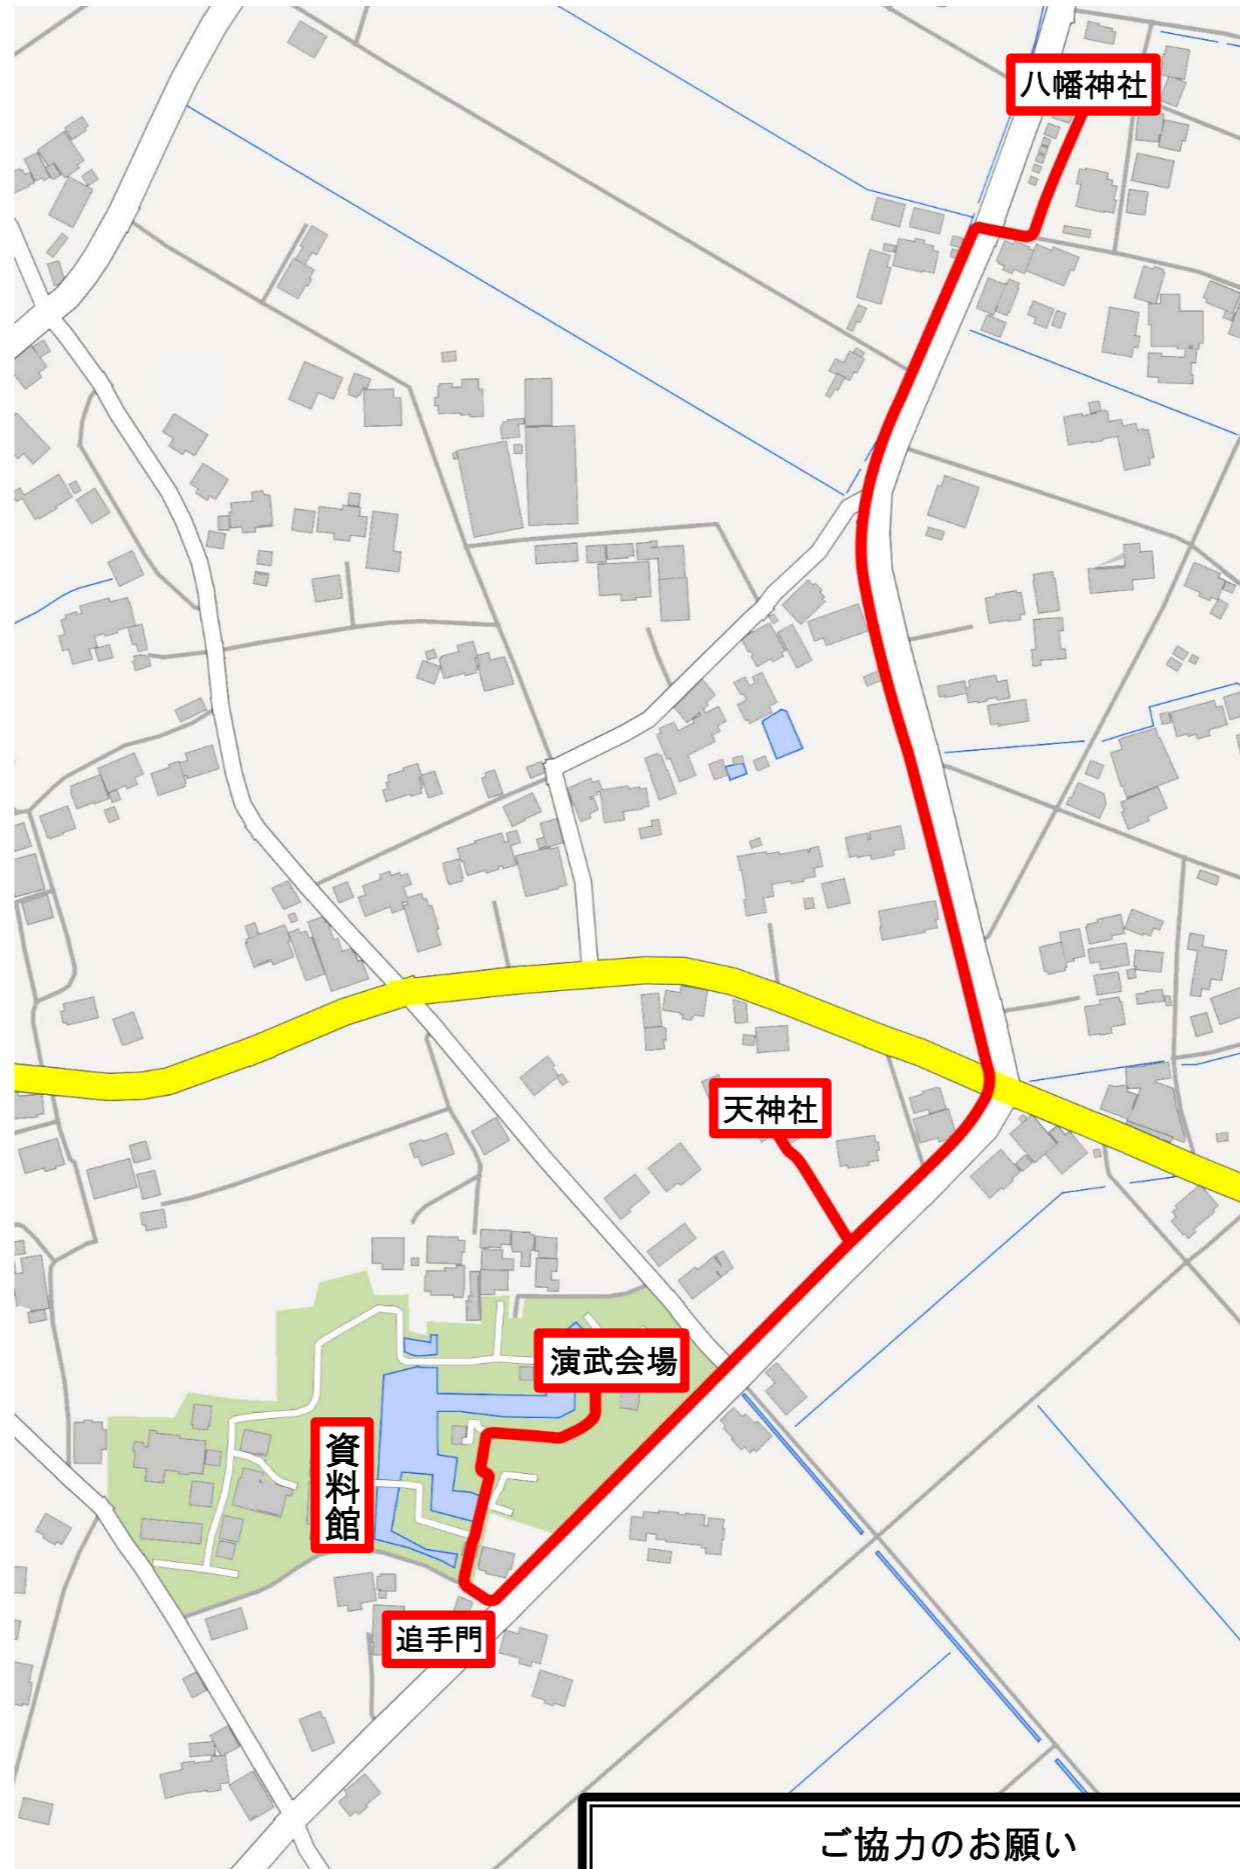 八幡神社
天神社
演武会場
資料館
追手門
ご協力のお願い